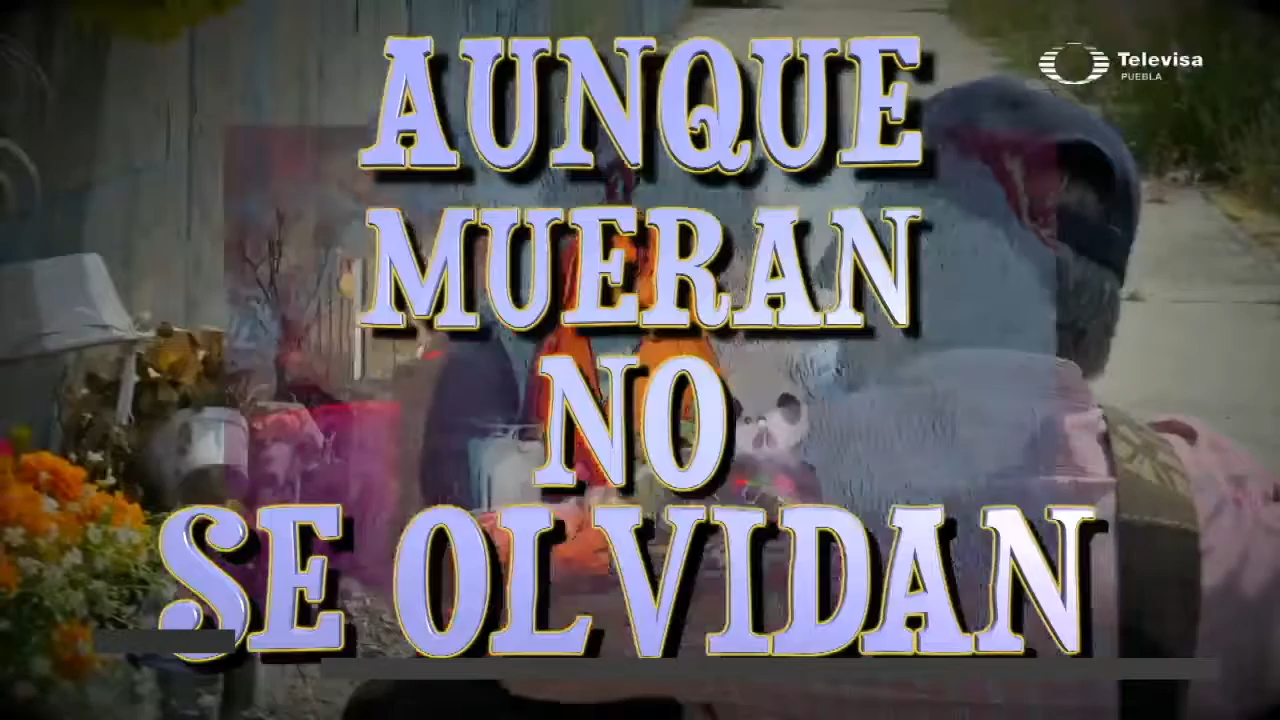 Televisa
PUEBLA
AUNQUE
MUERAN
NO
SE OLVIDAN